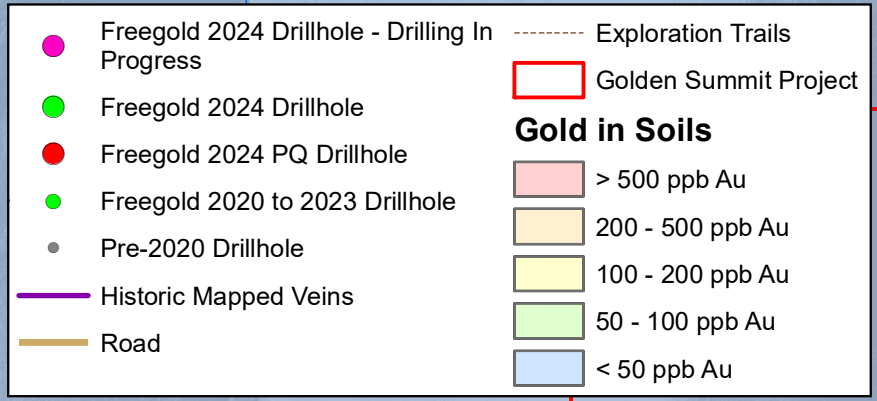 Freegold 2024 Drillhole - Drilling In
Progress
Freegold 2024 Drillhole
Freegold 2024 PQ Drillhole
Freegold 2020 to 2023 Drillhole
Pre-2020 Drillhole
Historic Mapped Veins
Road
Exploration Trails
Golden Summit Project
Gold in Soils
> 500 ppb Au
200 - 500 ppb Au
100 - 200 ppb Au
50 - 100 ppb Au
< 50 ppb Au